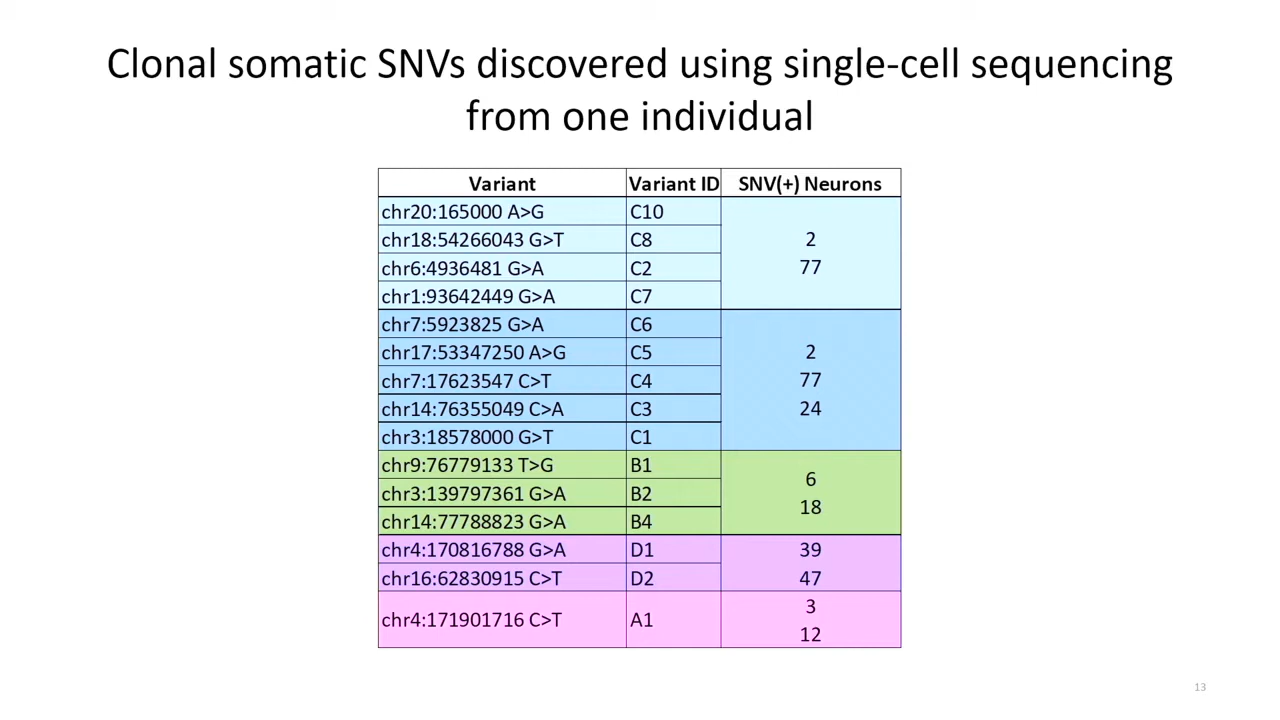 Clonal somatic SNVs discovered using single-cell sequencing
from one individual
Variant Variant ID SNV(+) Neurons
chr20:165000 A>G C10
chr18:54266043 G>T C8 2
chr6:4936481 G>A C2 77
chr1:93642449 G>A C7
chr7:5923825 G>A C6
chr17:53347250 A>G C5 2
chr7:17623547 C>T C4 77
chr14:76355049 C>A C3 24
chr3:18578000 G>T C1
chr9:76779133 T>G B1 6
chr3:139797361 G>A B2 18
chr14:77788823 G>A B4
chr4:170816788 G>A D1 39
chr16:62830915 C>T D2 47
chr4:171901716 C>T A1 3
12
13